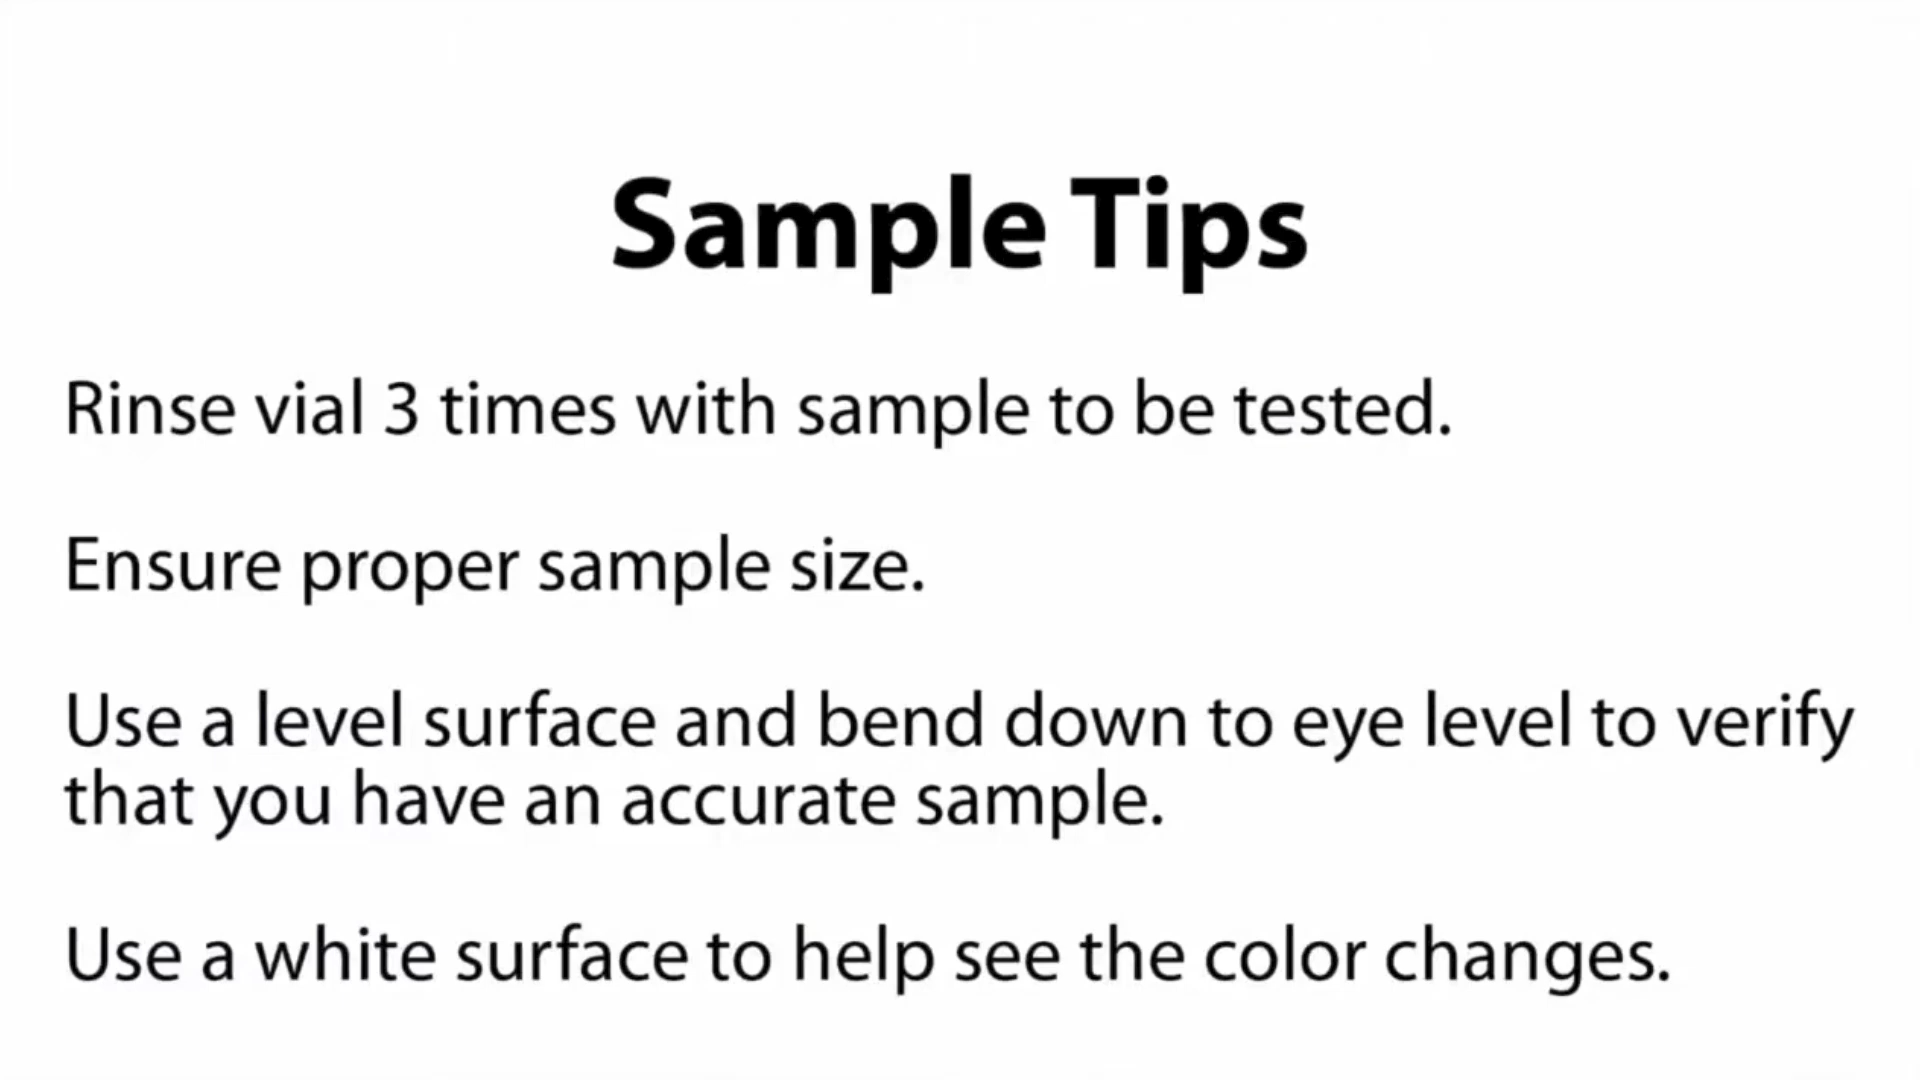 Sample Tips
Rinse vial 3 times with sample to be tested.
Ensure proper sample size.
Use a level surface and bend down to eye level to verify
that you have an accurate sample.
Use a white surface to help see the color changes.